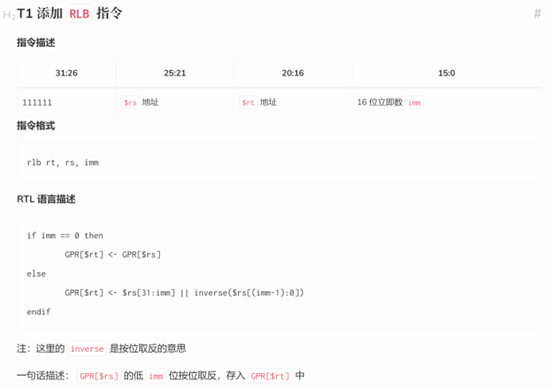 H₂T1 添加 RLB 指令 #
指令描述
31:26 25:21 20:16 15:0
111111 $rs 地址 $rt 地址 16 位立即数 imm
指令格式
rlb rt, rs, imm
RTL 语言描述
if imm == 0 then
GPR[$rt] <- GPR[$rs]
else
GPR[$rt] <- $rs[31:imm] || inverse($rs[(imm-1):0])
endif
注：这里的 inverse 是按位取反的意思
一句话描述： GPR[$rs] 的低 imm 位按位取反，存入 GPR[$rt] 中